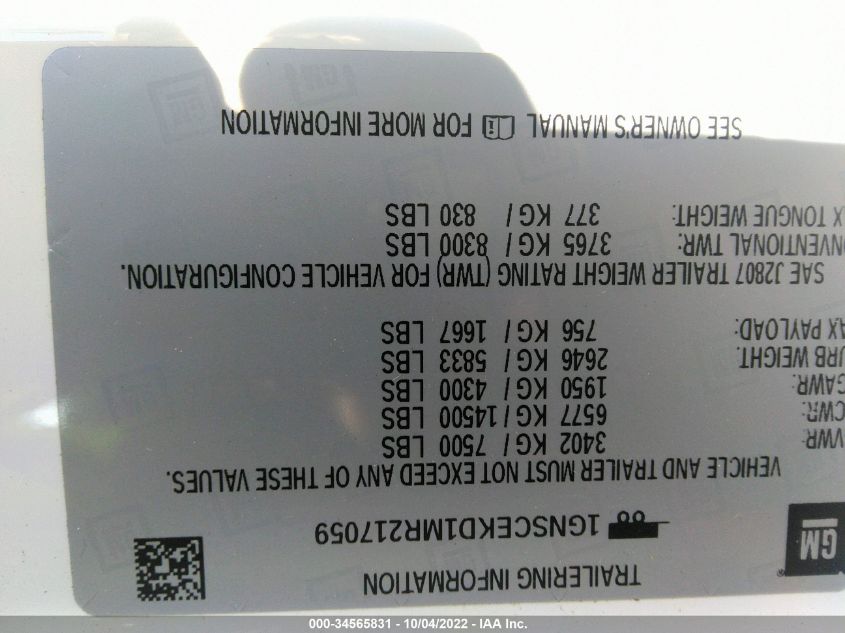 GM
TRAILERING INFORMATION
1GNSCEKD1MR217059
VEHICLE AND TRAILER MUST NOT EXCEED ANY OF THESE VALUES.
VWR: 3402 KG / 7500 LBS
CWR: 6577 KG / 14500 LBS
GAWR: 1950 KG / 4300 LBS
URB WEIGHT: 2646 KG / 5833 LBS
AX PAYLOAD: 756 KG / 1667 LBS
SAE J2807 TRAILER WEIGHT RATING (TWR) FOR VEHICLE CONFIGURATION.
ONVENTIONAL TWR: 3765 KG / 8300 LBS
X TONGUE WEIGHT: 377 KG / 830 LBS
SEE OWNER'S MANUAL FOR MORE INFORMATION
000-34565831 - 10/04/2022 - IAA Inc.